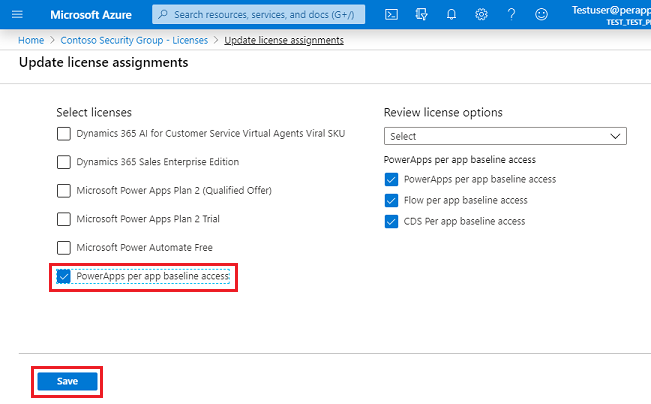 Microsoft Azure
Search resources, services, and docs (G+/)
Testuser@perapp
TEST_TEST_P
Home > Contoso Security Group - Licenses > Update license assignments
Update license assignments
Select licenses
Dynamics 365 AI for Customer Service Virtual Agents Viral SKU
Dynamics 365 Sales Enterprise Edition
Microsoft Power Apps Plan 2 (Qualified Offer)
Microsoft Power Apps Plan 2 Trial
Microsoft Power Automate Free
PowerApps per app baseline access
Review license options
Select
PowerApps per app baseline access
PowerApps per app baseline access
Flow per app baseline access
CDS Per app baseline access
Save